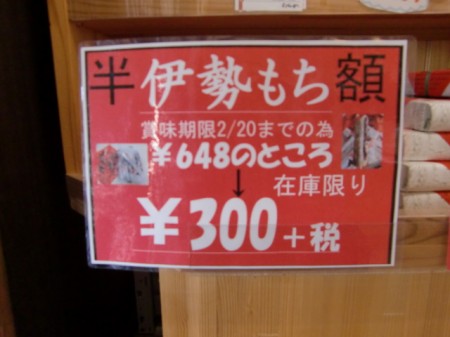 半 伊勢もち 額
賞味期限2/20までの為
¥648のところ
↓ 在庫限り
¥300+税